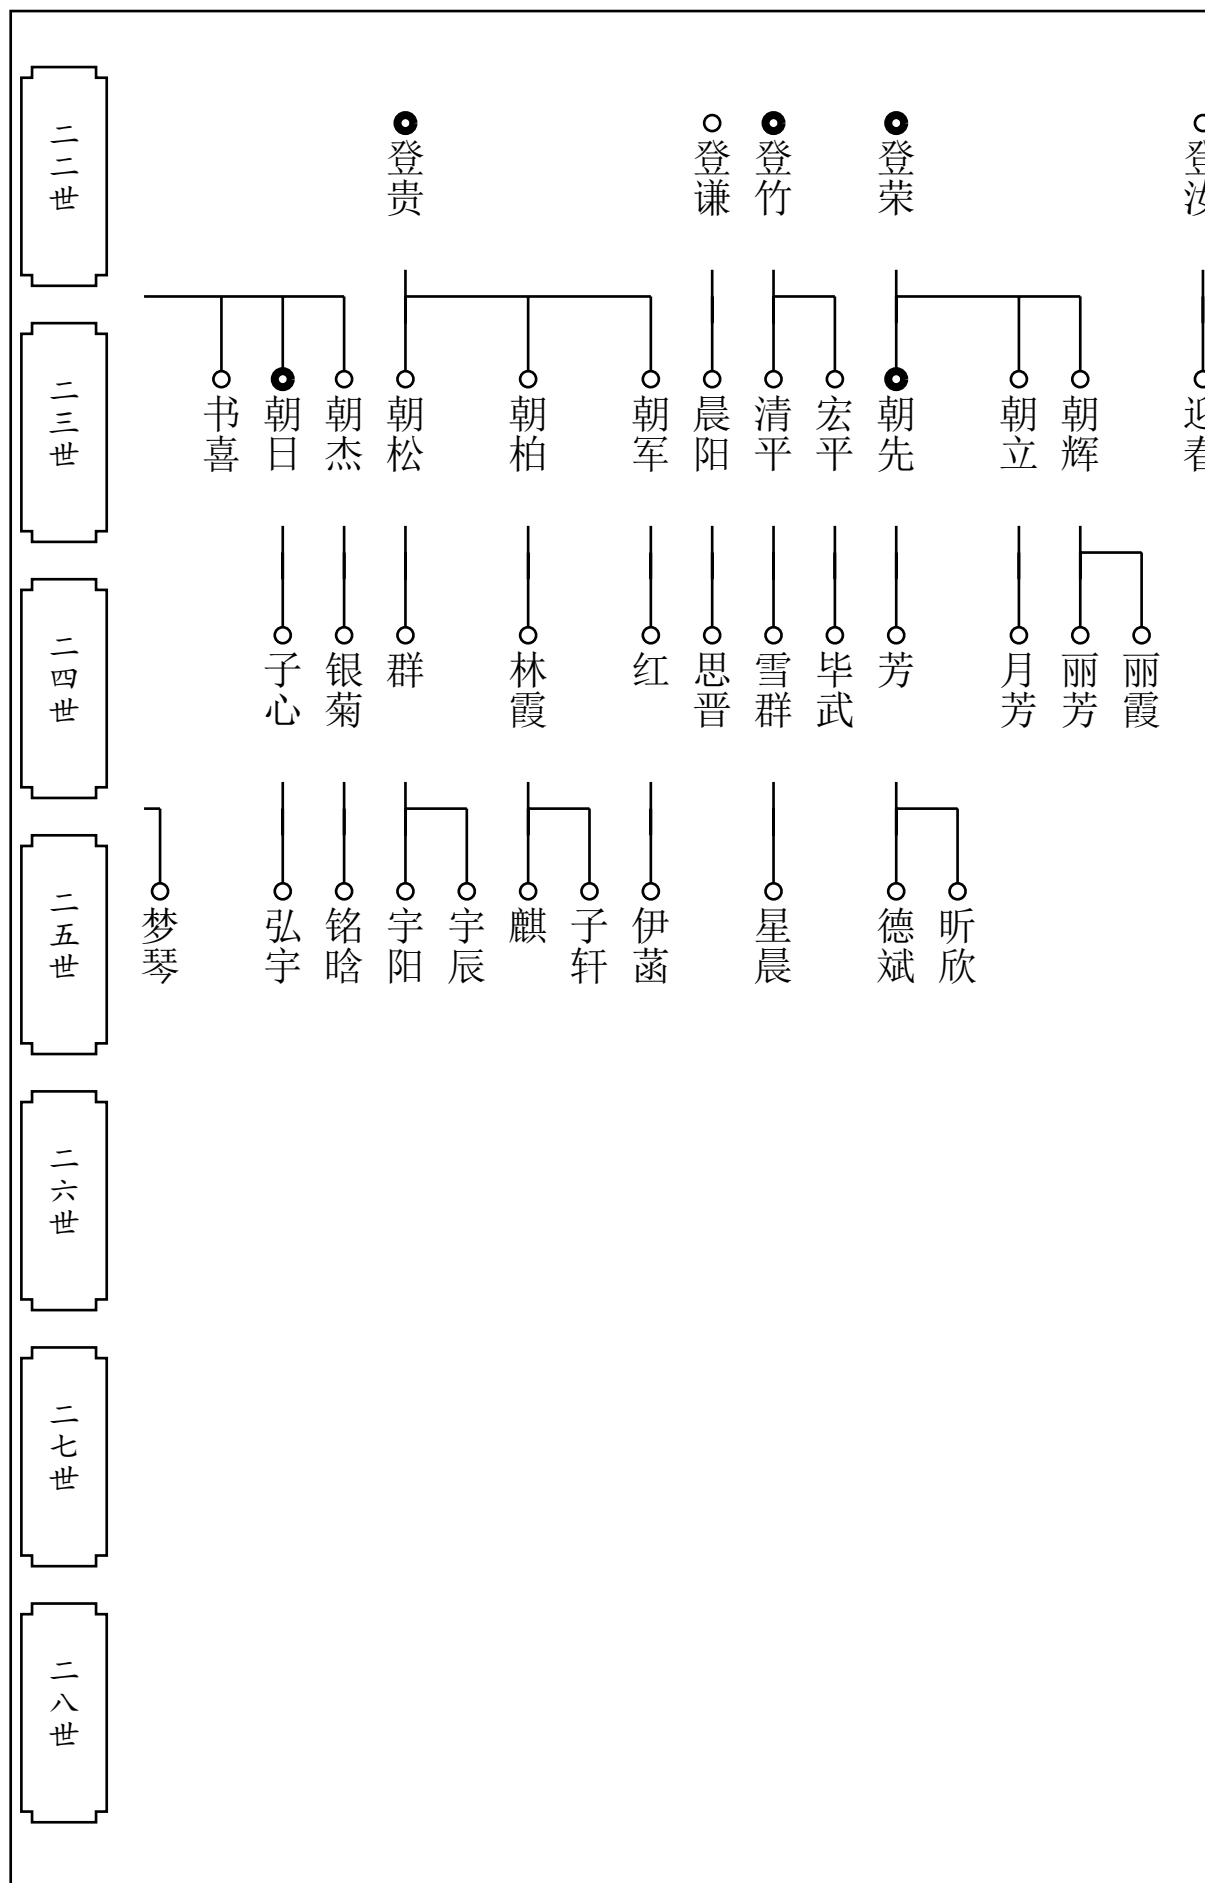 二二世
登贵
登谦
登竹
登荣
登汝
二三世
书喜
朝日
朝杰
朝松
朝柏
朝军
晨阳
清平
宏平
朝先
朝立
朝辉
迎春
二四世
子心
银菊
群
林霞
红
思晋
雪群
毕武
芳
月芳
丽芳
丽霞
二五世
梦琴
弘宇
铭晗
宇阳
宇辰
麒
子轩
伊菡
星晨
德斌
昕欣
二六世
二七世
二八世